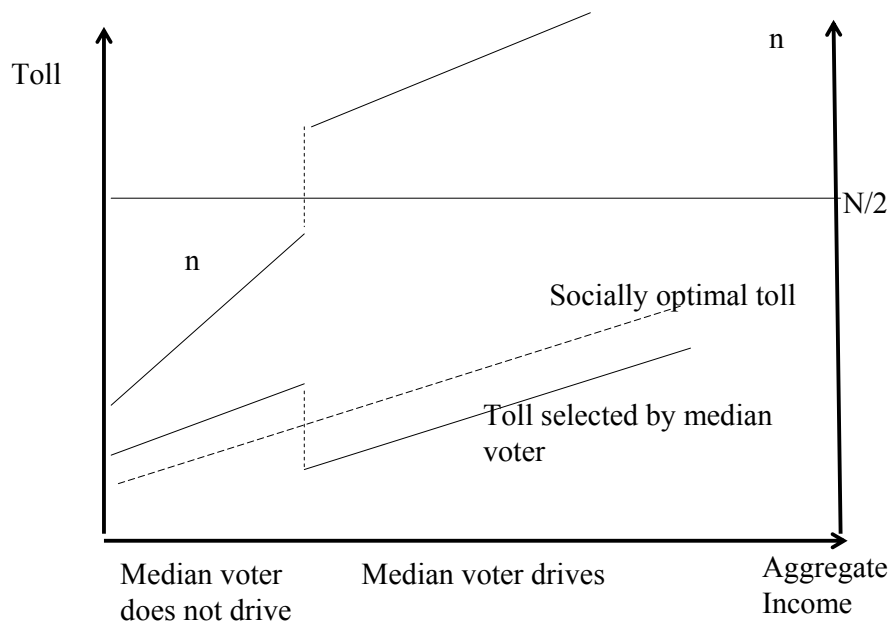 n
Toll
N/2
n
Socially optimal toll
Toll selected by median
voter
Median voter
does not drive
Median voter drives
Aggregate
Income